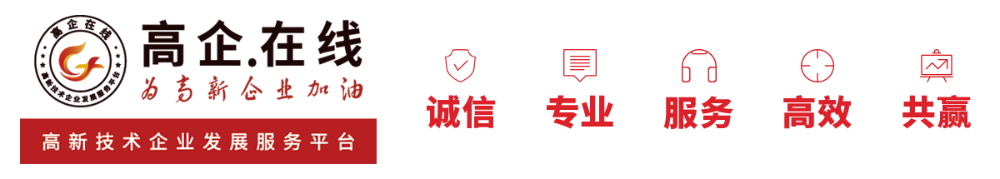 高企在线
高新技术企业发展服务平台
高企.在线
为高新企业加油
高新技术企业发展服务平台
诚信
专业
服务
高效
共赢